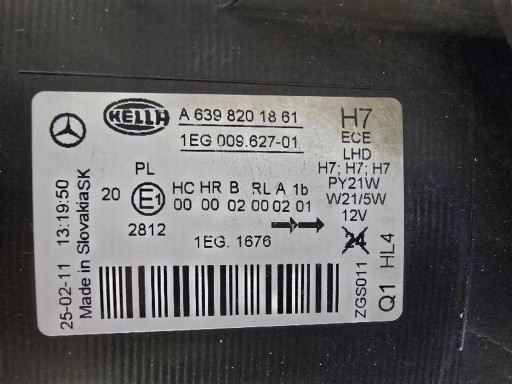 HELLA
A 639 820 18 61
1EG 009.627-01
H7
ECE
LHD
H7; H7; H7
PY21W
W21/5W
12V
24
PL
20
E1
2812
HC HR B RL A 1b
00 00 02 00 02 01
1EG. 1676
25-02-11 13:19:50
Made in SlovakiaSK
ZGS011
Q1 HL4